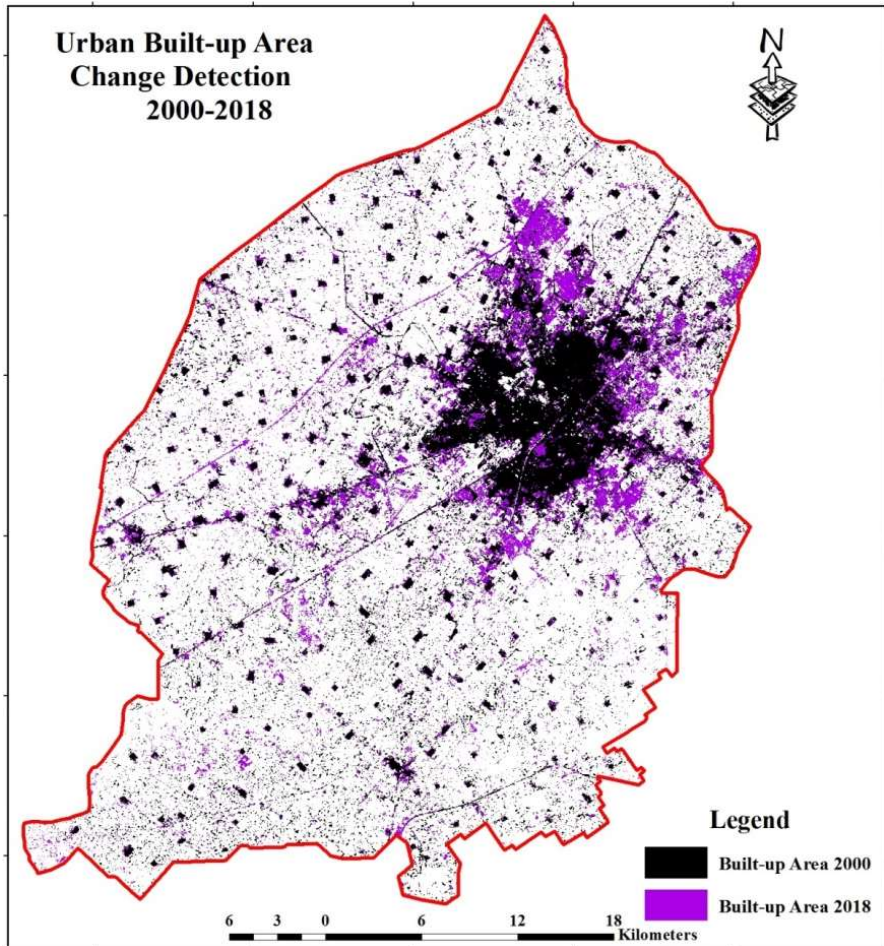 Urban Built-up Area
Change Detection
2000-2018
N
Legend
Built-up Area 2000
Built-up Area 2018
6 3 0 6 12 18
Kilometers